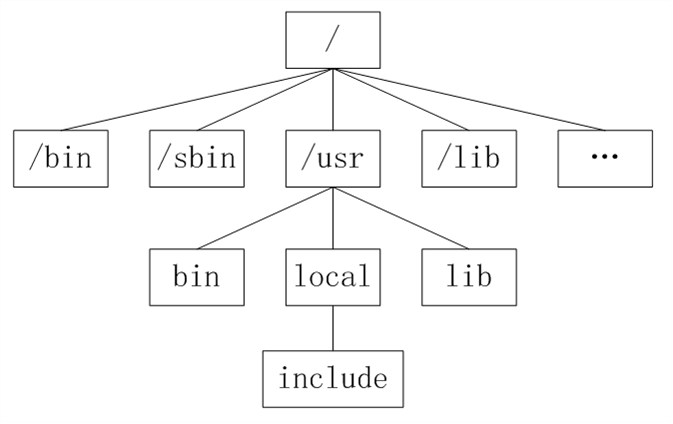 /
/bin /sbin /usr /lib ...
bin local lib
include